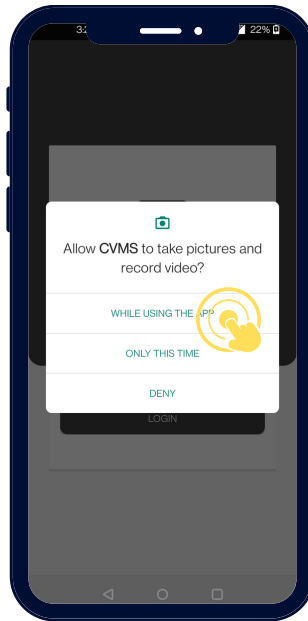 22%
Allow CVMS to take pictures and
record video?
WHILE USING THE APP
ONLY THIS TIME
DENY
LOGIN